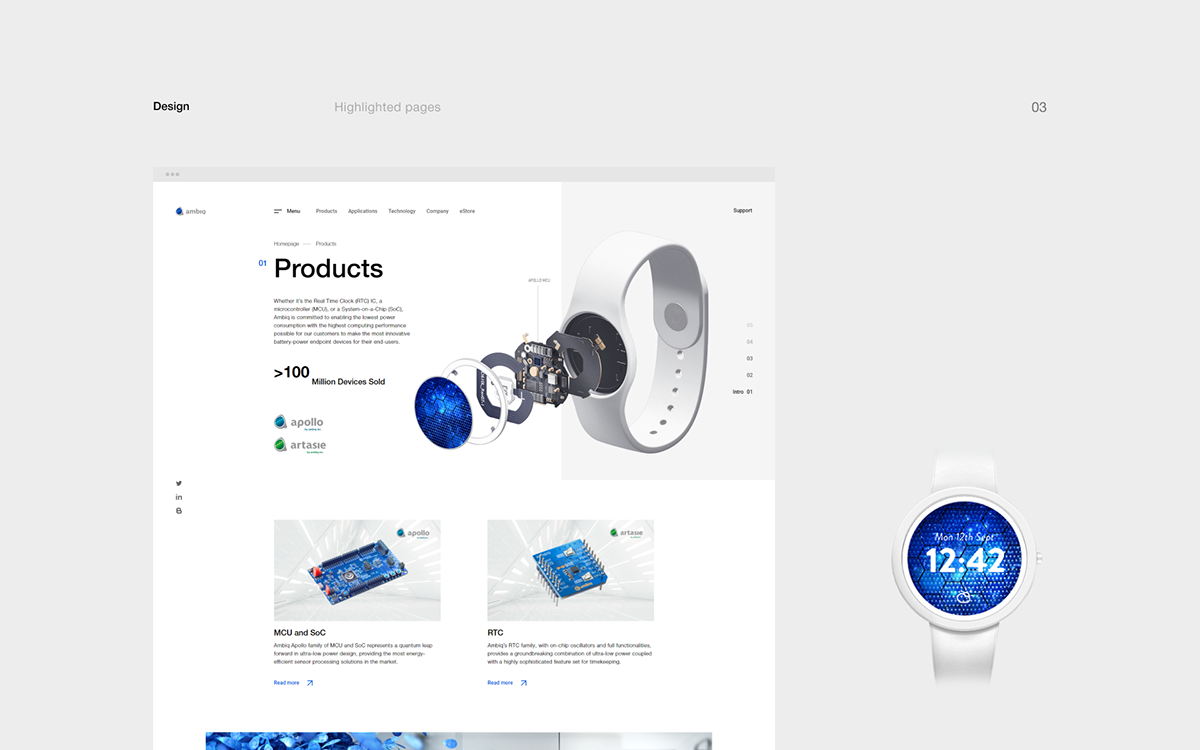 Design
Highlighted pages
03
ambiq
Menu
Products
Applications
Technology
Company
eStore
Support
Homepage
Products
01
Products
APOLLO MCU
Whether it's the Real Time Clock (RTC) IC, a
microcontroller (MCU), or a System-on-a-Chip (SoC),
Ambiq is committed to enabling the lowest power
consumption with the highest computing performance
possible for our customers to make the most innovative
battery-power endpoint devices for their end-users.
>100
Million Devices Sold
apollo
artasie
05
04
03
02
Intro 01
in
apollo
artasie
MCU and SoC
Ambiq Apollo family of MCU and SoC represents a quantum leap
forward in ultra-low power design, providing the most energy-
efficient sensor processing solutions in the market.
Read more
RTC
Ambiq's RTC family, with on-chip oscillators and full functionalities,
provides a groundbreaking combination of ultra-low power coupled
with a highly sophisticated feature set for timekeeping.
Read more
Mon 12th Sept
12:42